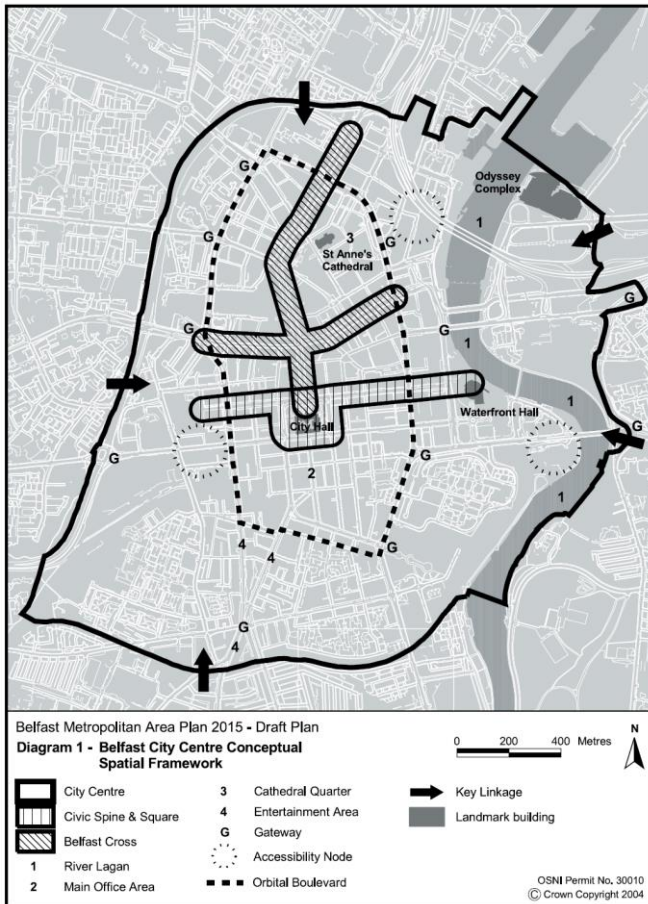 G
Odyssey
Complex
1
G
3
G
St Anne's
Cathedral
G
G
G
1
1
Waterfront Hall
City Hall
G
G
2
G
1
4
4
G
G
4
Belfast Metropolitan Area Plan 2015 - Draft Plan
Diagram 1 - Belfast City Centre Conceptual
Spatial Framework
0 200 400 Metres
N
City Centre
Civic Spine & Square
Belfast Cross
1 River Lagan
2 Main Office Area
3 Cathedral Quarter
4 Entertainment Area
G Gateway
Accessibility Node
Orbital Boulevard
Key Linkage
Landmark building
OSNI Permit No. 30010
© Crown Copyright 2004